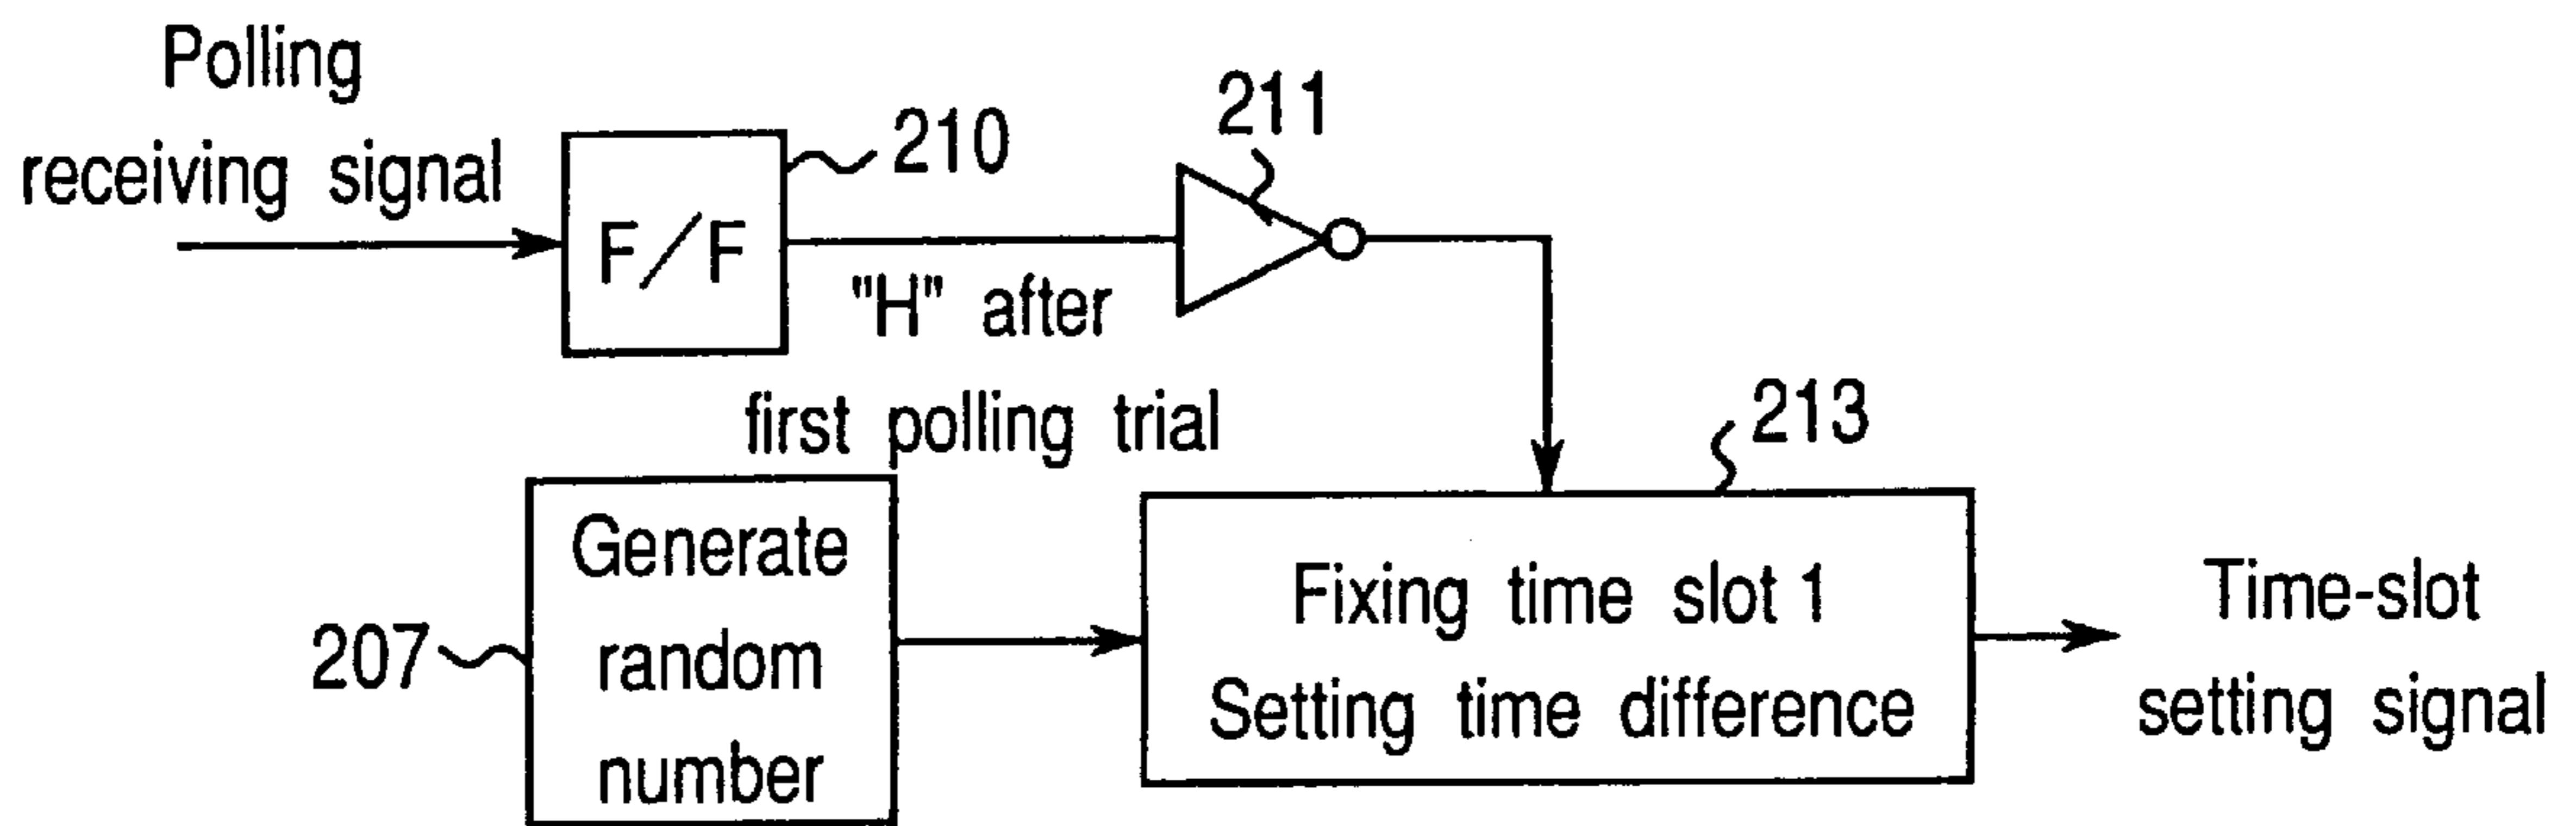 Polling
receiving signal
F/F
210
211
"H" after
first polling trial
213
Generate
random
number
207
Fixing time slot 1
Setting time difference
Time-slot
setting signal